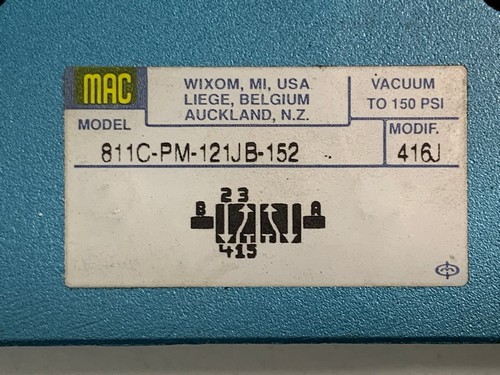 MAC
WIXOM, MI, USA
LIEGE, BELGIUM
AUCKLAND, N.Z.
VACUUM
TO 150 PSI
MODEL
811C-PM-121JB-152
MODIF.
416J
2 3
B
A
4 1 5